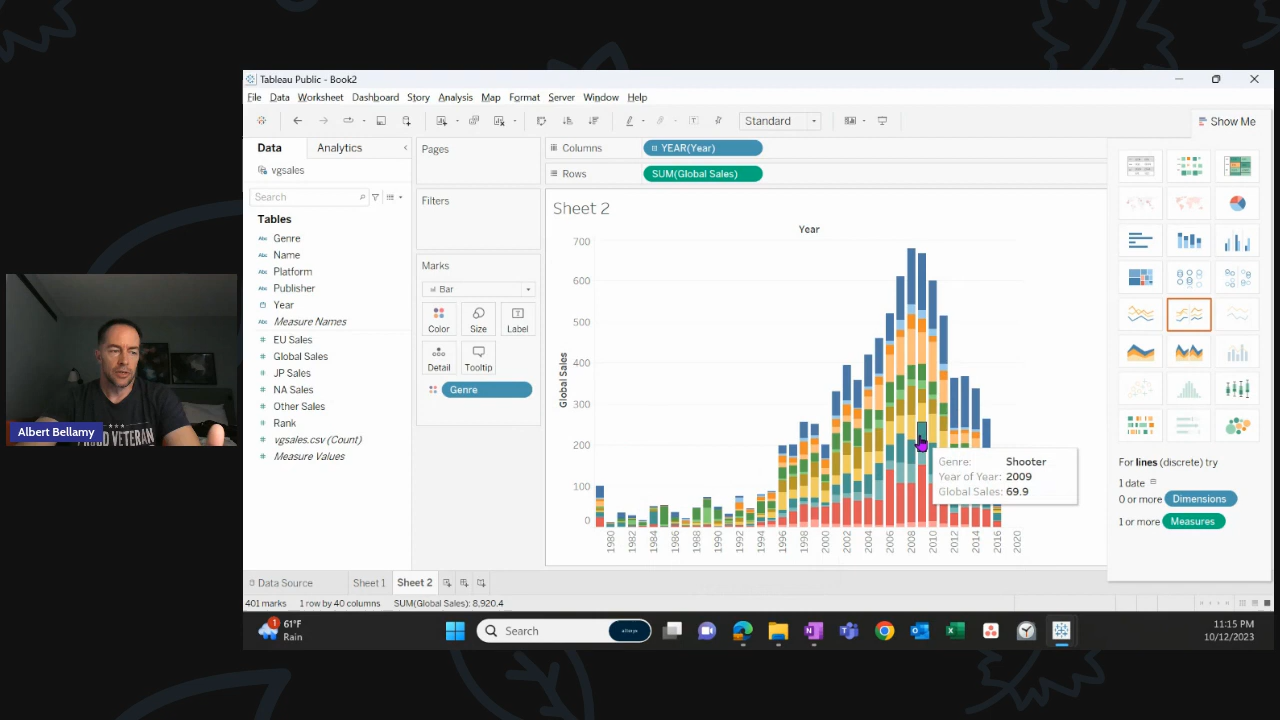 Tableau Public - Book2
File Data Worksheet Dashboard Story Analysis Map Format Server Window Help
Standard
Show Me
Data Analytics
vgsales
Search
Tables
Abc Genre
Abc Name
Abc Platform
Abc Publisher
Year
Abc Measure Names
# EU Sales
# Global Sales
# JP Sales
# NA Sales
# Other Sales
# Rank
# vgsales.csv (Count)
# Measure Values
Pages
Filters
Marks
Bar
Color Size Label
Detail Tooltip
Genre
Columns YEAR(Year)
Rows SUM(Global Sales)
Sheet 2
Year
Global Sales
700
600
500
400
300
200
100
0
1980 1982 1984 1986 1988 1990 1992 1994 1996 1998 2000 2002 2004 2006 2008 2010 2012 2014 2016 2020
Genre: Shooter
Year of Year: 2009
Global Sales: 69.9
For lines (discrete) try
1 date
0 or more Dimensions
1 or more Measures
Data Source Sheet 1 Sheet 2
401 marks 1 row by 40 columns SUM(Global Sales): 8,920.4
1
61°F
Rain
Search
11:15 PM
10/12/2023
Albert Bellamy
VETERAN